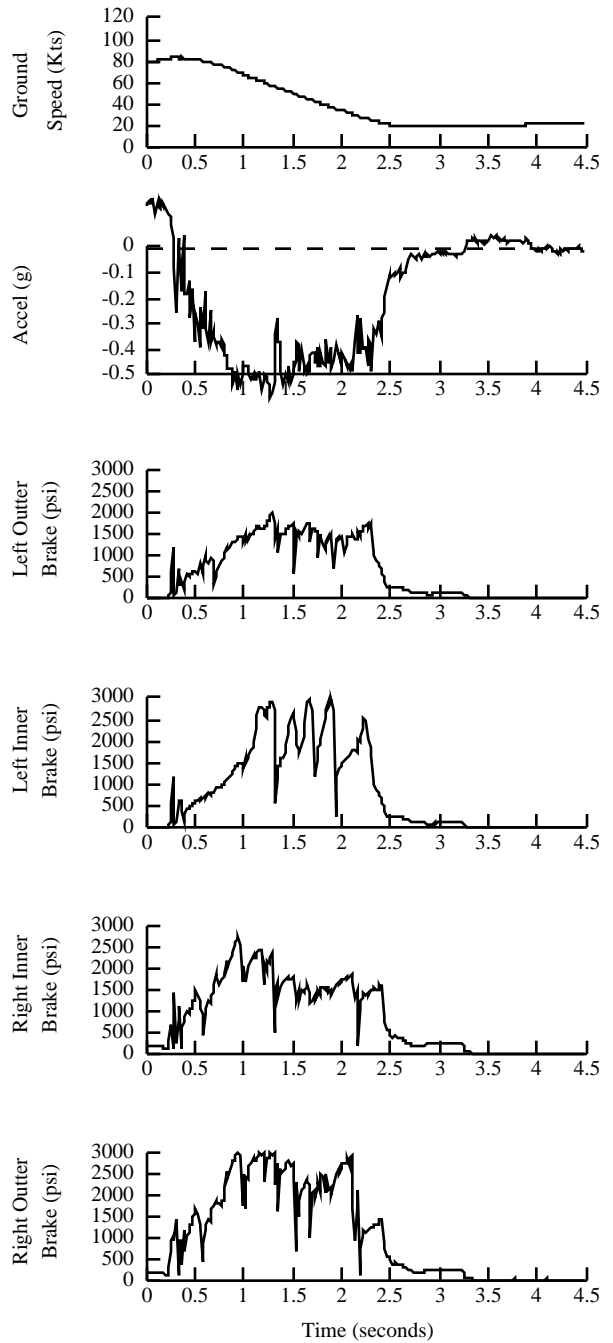 Ground
Speed (Kts)
120
100
80
60
40
20
0
0 0.5 1 1.5 2 2.5 3 3.5 4 4.5
Accel (g)
0
-0.1
-0.2
-0.3
-0.4
-0.5
0 0.5 1 1.5 2 2.5 3 3.5 4 4.5
Left Outter
Brake (psi)
3000
2500
2000
1500
1000
500
0
0 0.5 1 1.5 2 2.5 3 3.5 4 4.5
Left Inner
Brake (psi)
3000
2500
2000
1500
1000
500
0
0 0.5 1 1.5 2 2.5 3 3.5 4 4.5
Right Inner
Brake (psi)
3000
2500
2000
1500
1000
500
0
0 0.5 1 1.5 2 2.5 3 3.5 4 4.5
Right Outter
Brake (psi)
3000
2500
2000
1500
1000
500
0
0 0.5 1 1.5 2 2.5 3 3.5 4 4.5
Time (seconds)